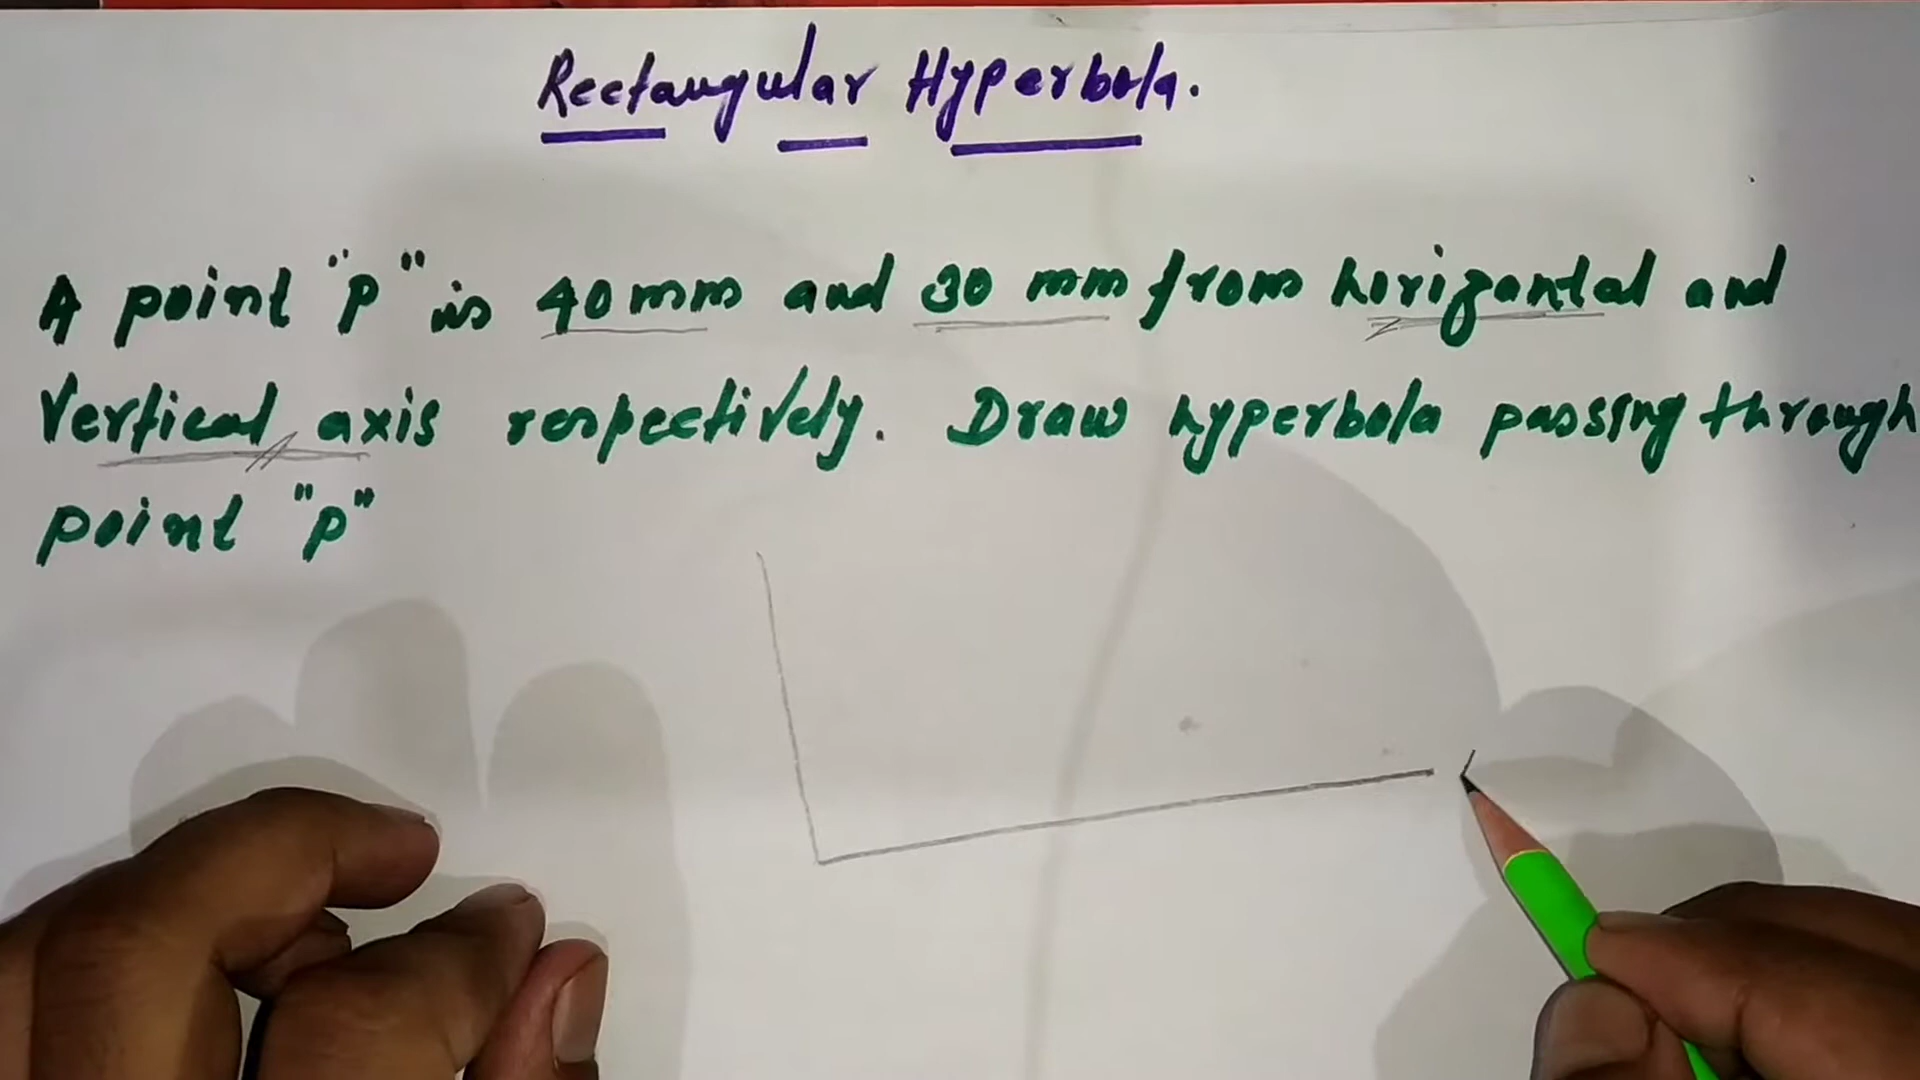 Rectangular Hyperbola.
A point "p" is 40 mm and 30 mm from horizantal and
Vertical axis respectively. Draw hyperbola passing through
point "p"